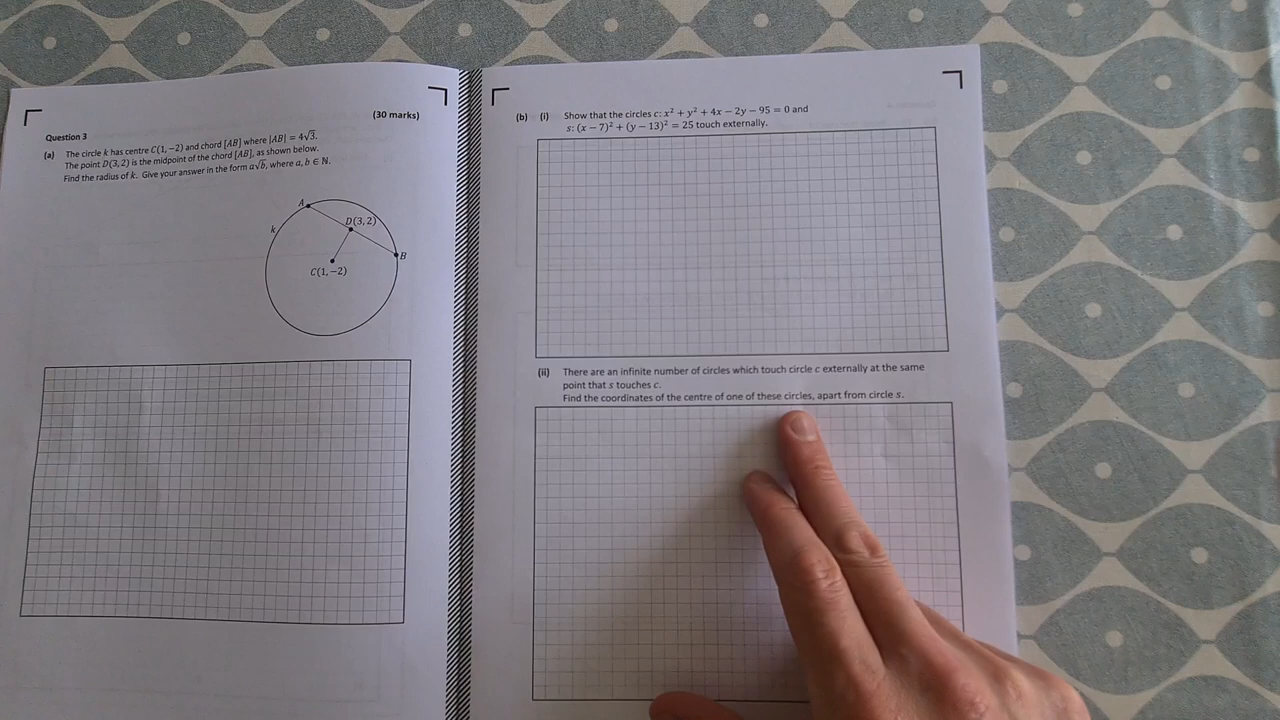 (30 marks)
Question 3
(a) The circle k has centre C(1, −2) and chord [AB] where |AB| = 4√3.
The point D(3, 2) is the midpoint of the chord [AB], as shown below.
Find the radius of k. Give your answer in the form a√b, where a, b ∈ ℕ.
A
D(3, 2)
k
B
C(1, −2)
(b) (i) Show that the circles c: x² + y² + 4x − 2y − 95 = 0 and
s: (x − 7)² + (y − 13)² = 25 touch externally.
(ii) There are an infinite number of circles which touch circle c externally at the same
point that s touches c.
Find the coordinates of the centre of one of these circles, apart from circle s.